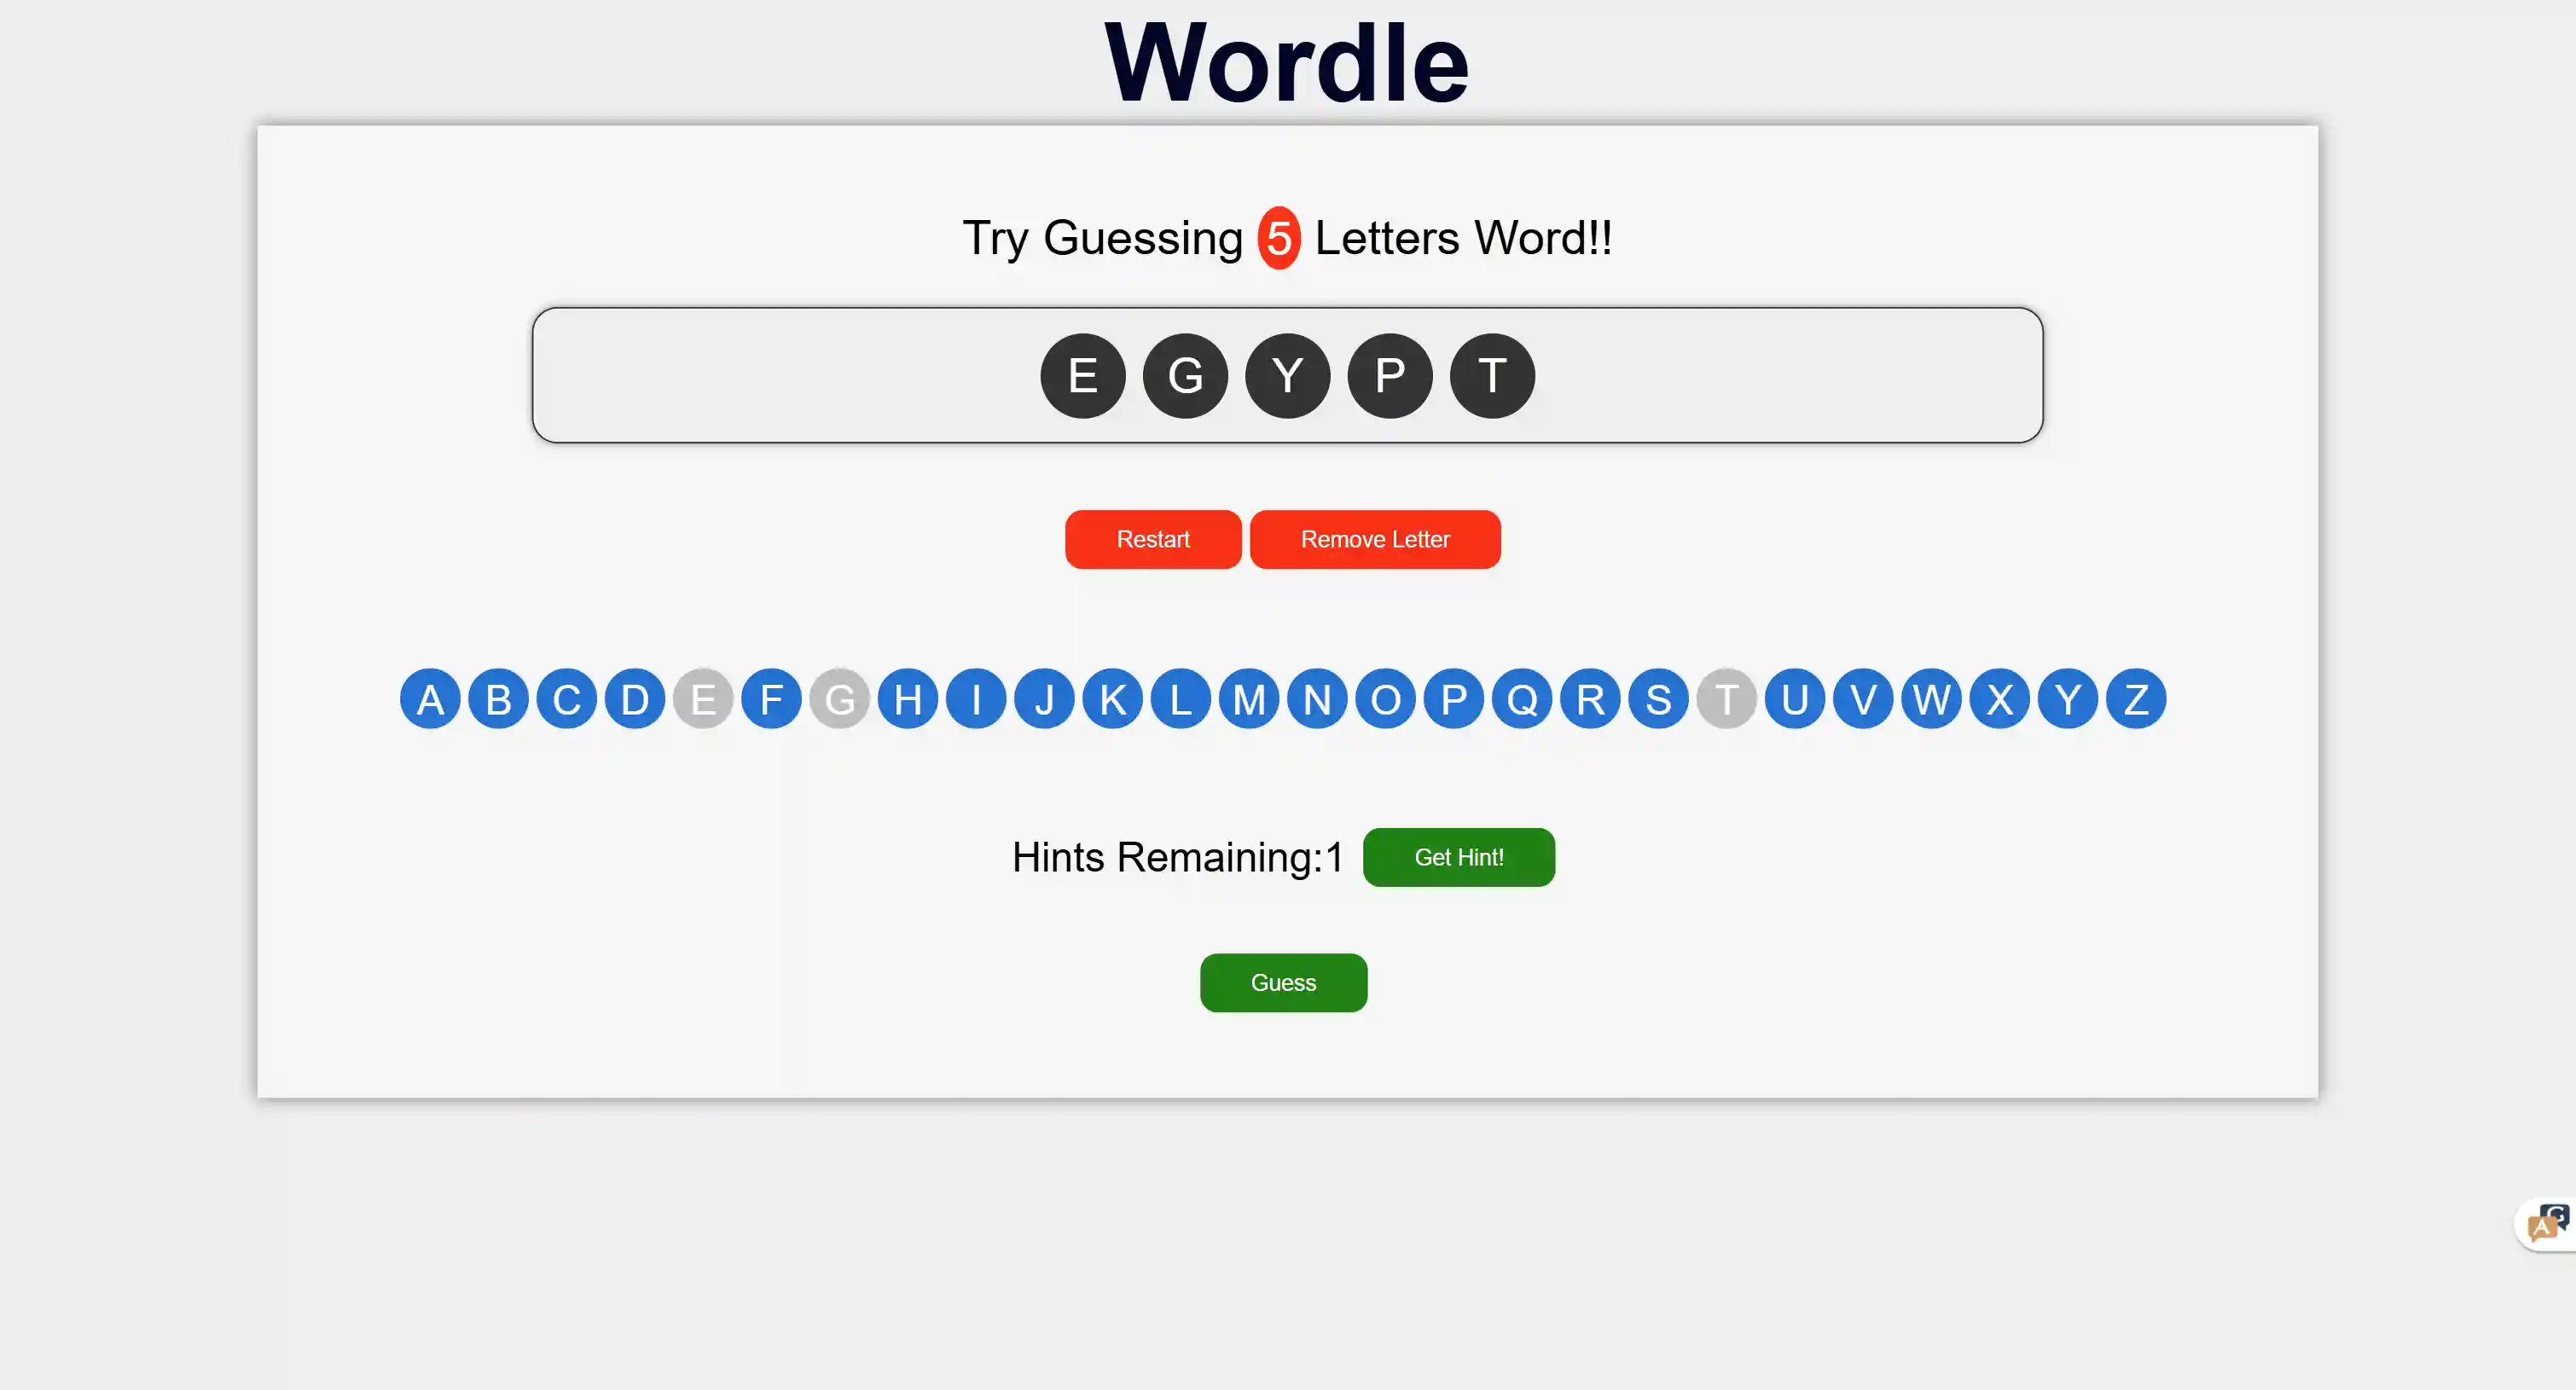 Wordle
Try Guessing 5 Letters Word!!
E G Y P T
Restart Remove Letter
A B C D E F G H I J K L M N O P Q R S T U V W X Y Z
Hints Remaining:1 Get Hint!
Guess
G
A